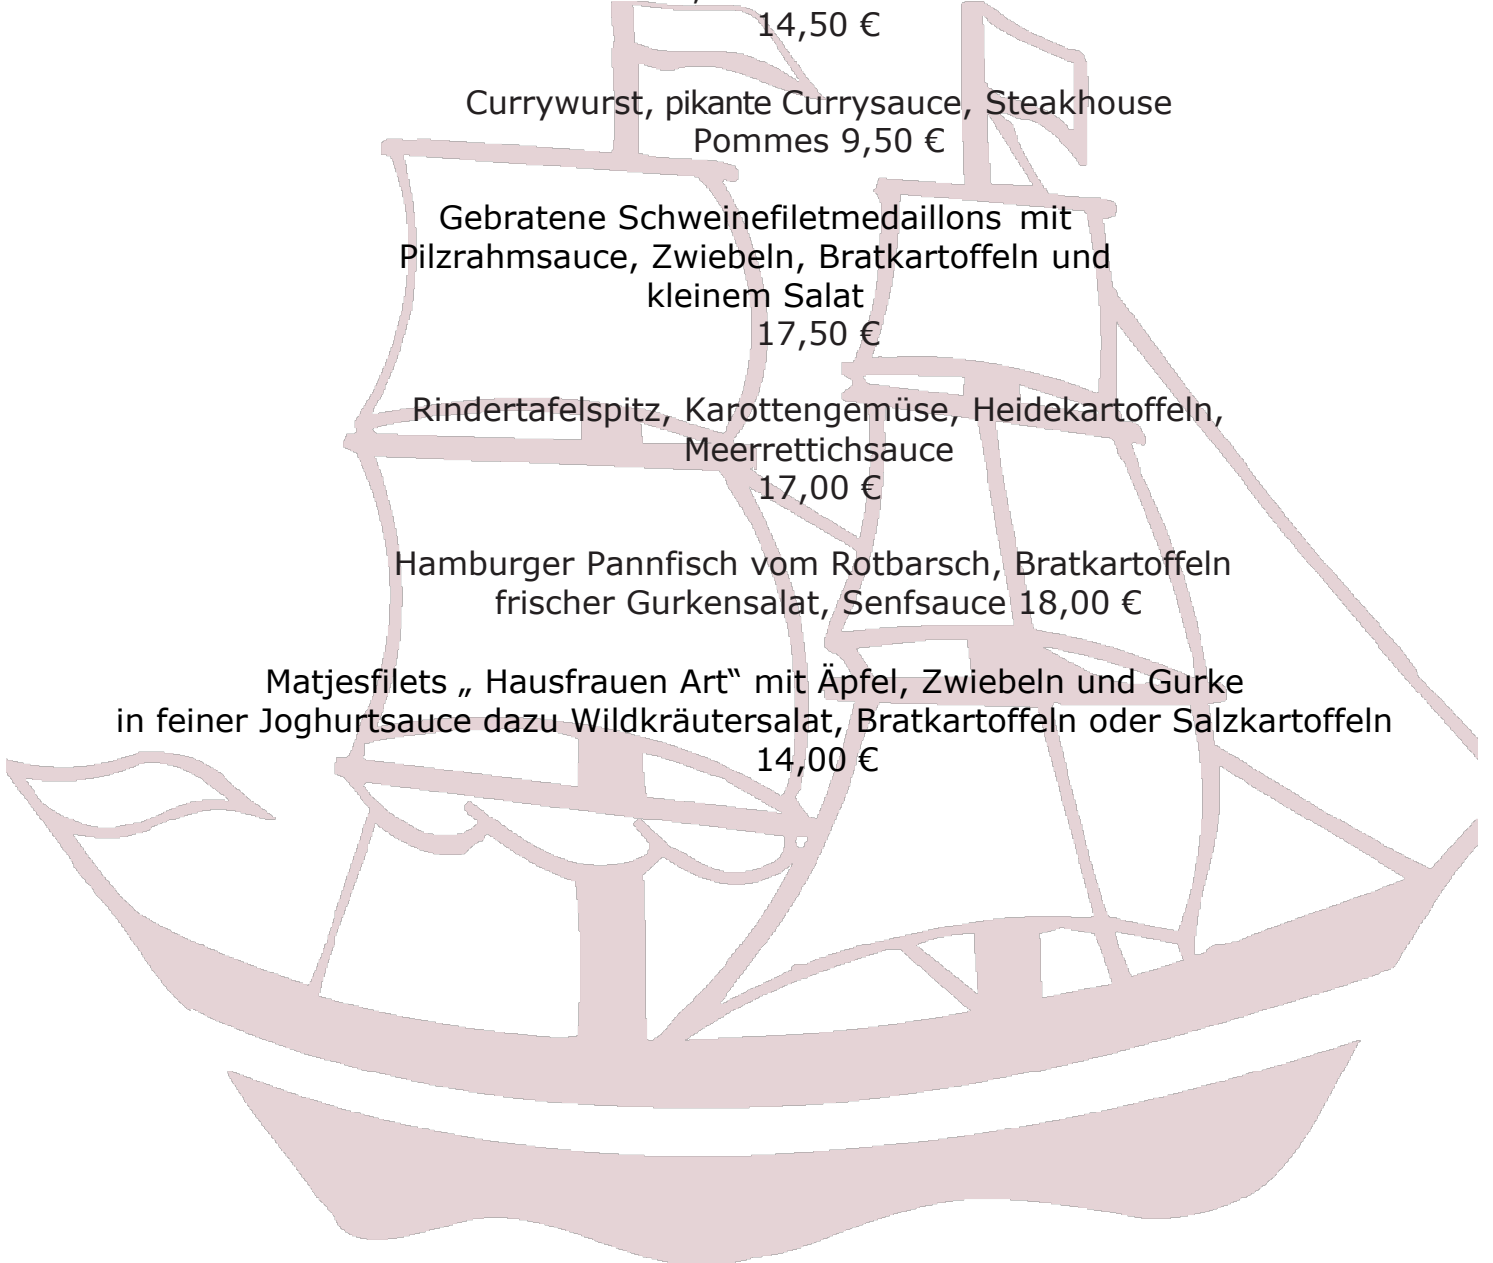 14,50 €
Currywurst, pikante Currysauce, Steakhouse
Pommes 9,50 €
Gebratene Schweinefiletmedaillons mit
Pilzrahmsauce, Zwiebeln, Bratkartoffeln und
kleinem Salat
17,50 €
Rindertafelspitz, Karottengemüse, Heidekartoffeln,
Meerrettichsauce
17,00 €
Hamburger Pannfisch vom Rotbarsch, Bratkartoffeln
frischer Gurkensalat, Senfsauce 18,00 €
Matjesfilets „ Hausfrauen Art“ mit Äpfel, Zwiebeln und Gurke
in feiner Joghurtsauce dazu Wildkräutersalat, Bratkartoffeln oder Salzkartoffeln
14,00 €